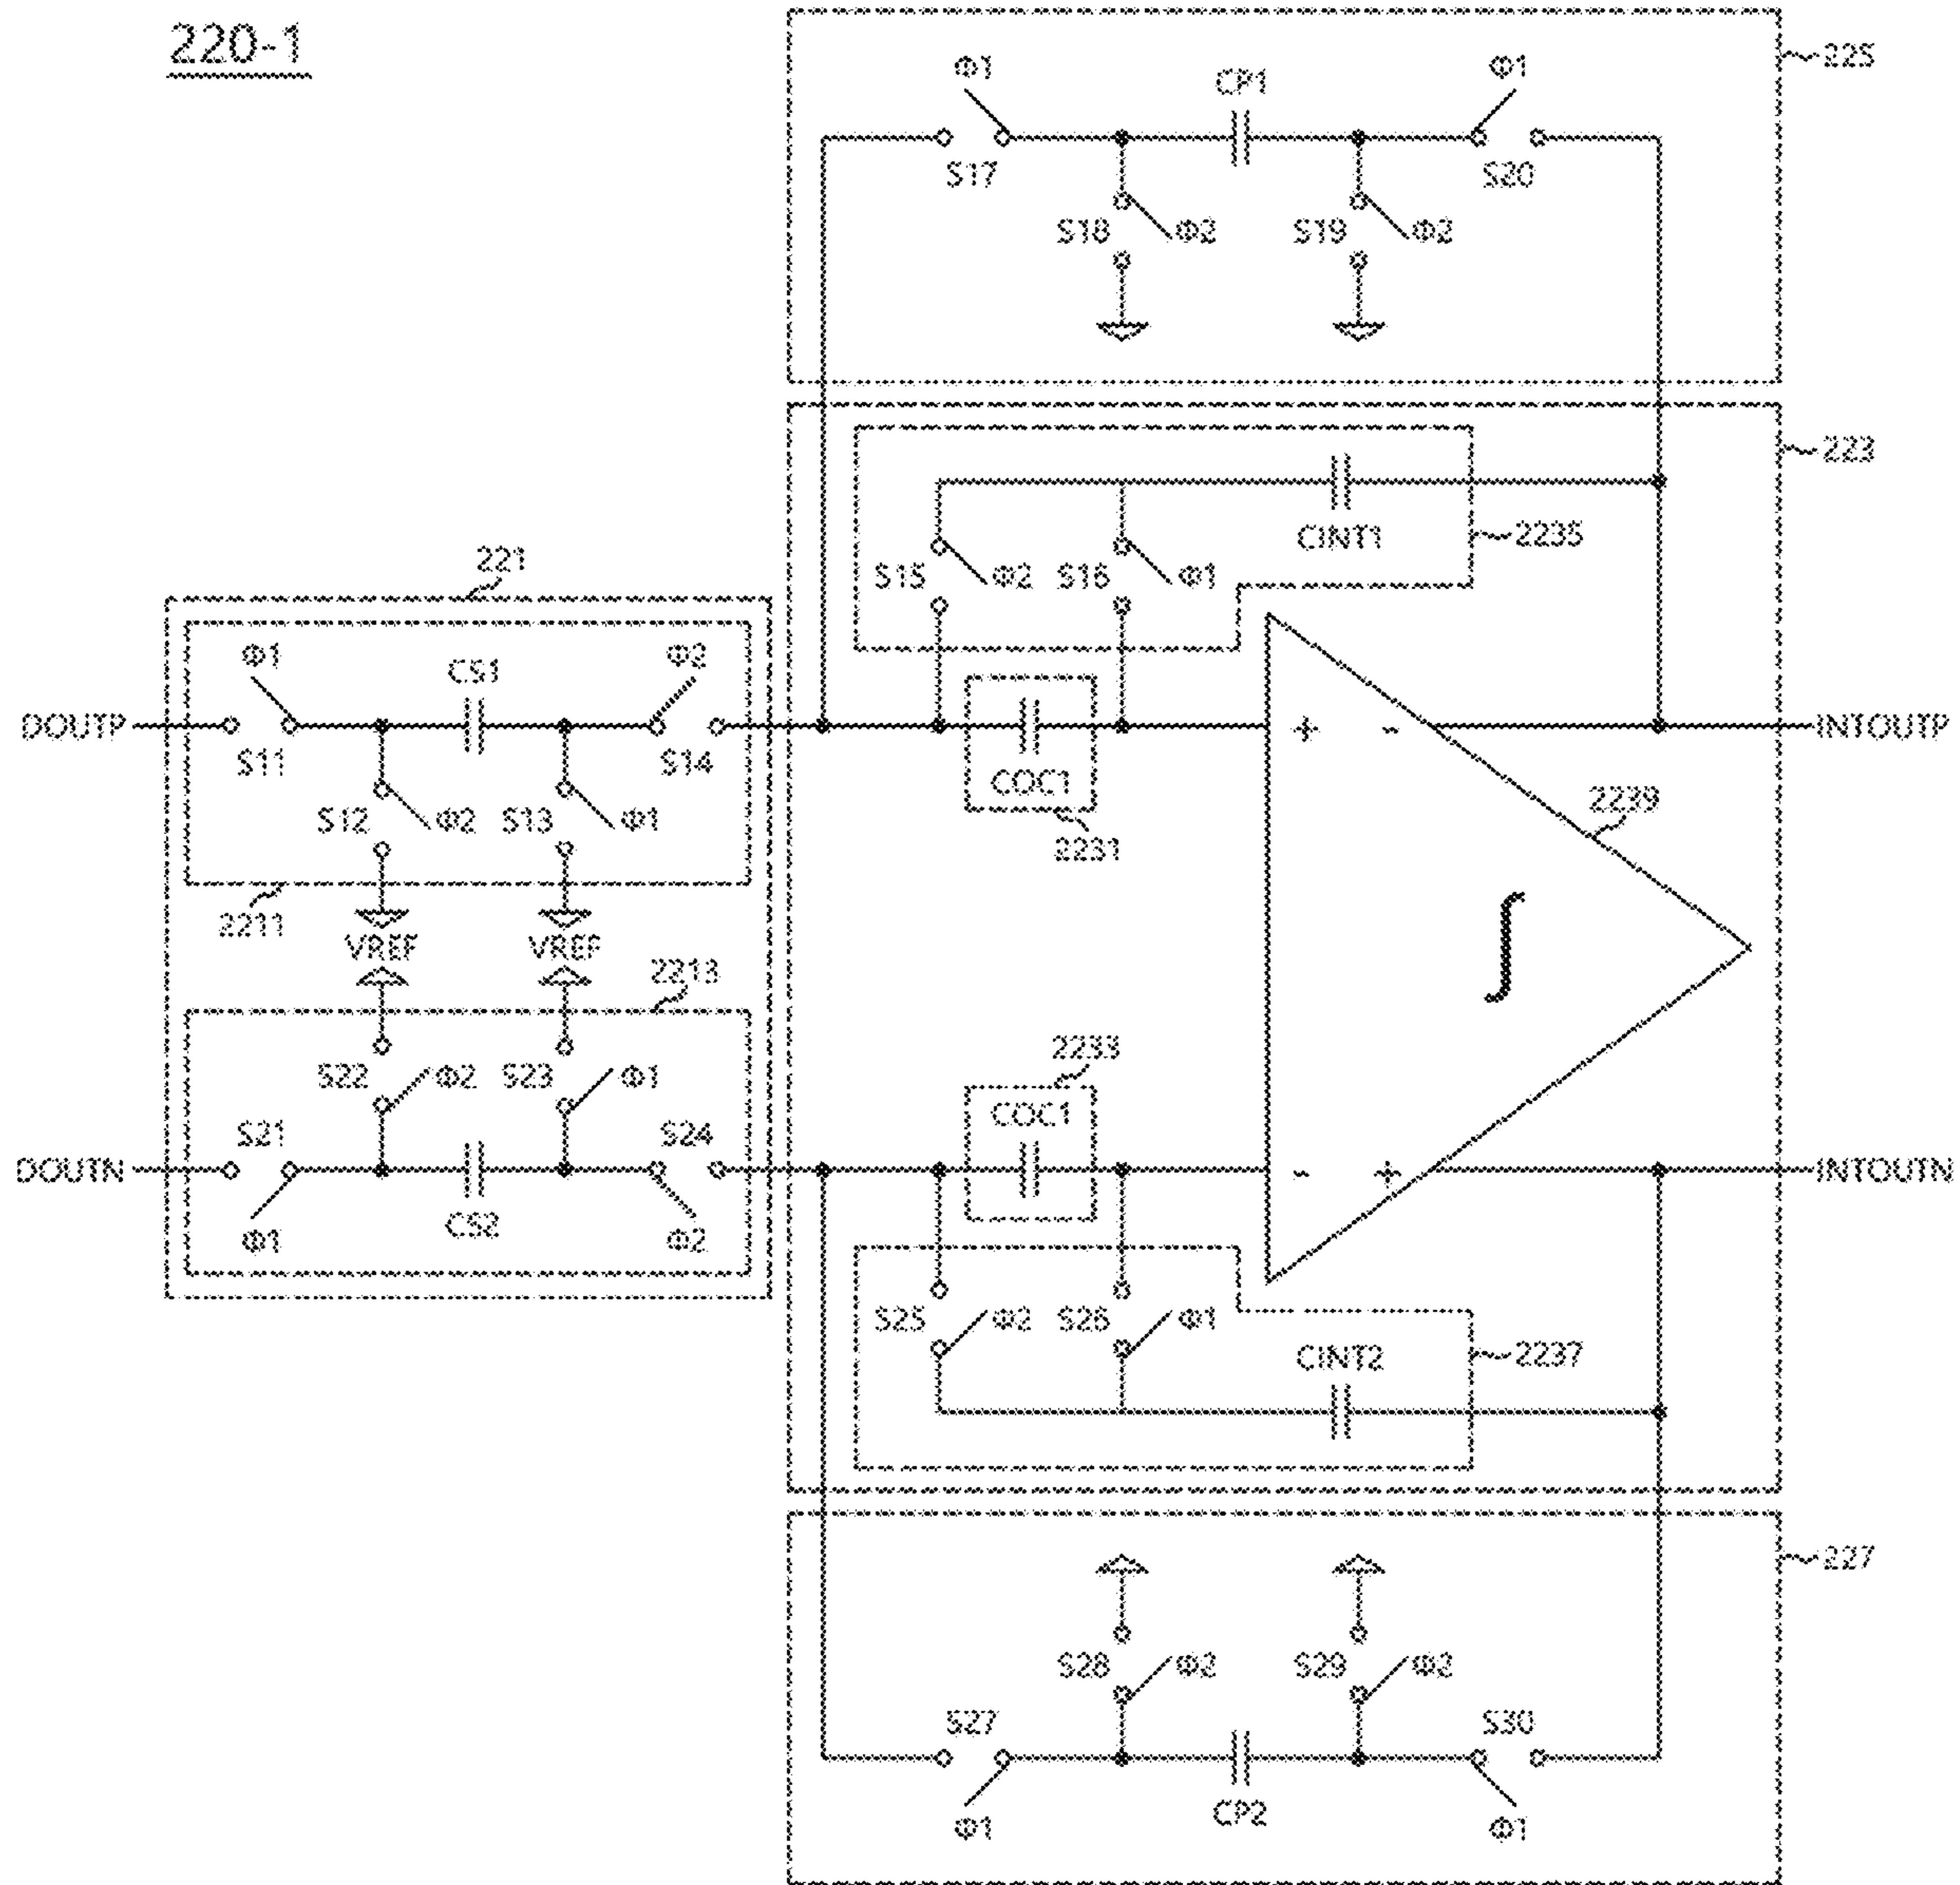 220-1
225
Φ1
CP1
Φ1
S17
S20
S18
Φ2
S19
Φ2
223
CINT1
2235
221
S15
Φ2
S16
Φ1
Φ1
CS1
Φ2
DOUTP
S11
S14
COC1
+
-
INTOUTP
S12
Φ2
S13
Φ1
2231
2239
2211
VREF
VREF
∫
2213
2233
S22
Φ2
S23
Φ1
COC1
S21
S24
DOUTN
-
+
INTOUTN
CS2
Φ1
Φ2
S25
Φ2
S26
Φ1
CINT2
2237
227
S28
Φ2
S29
Φ2
S27
S30
Φ1
CP2
Φ1